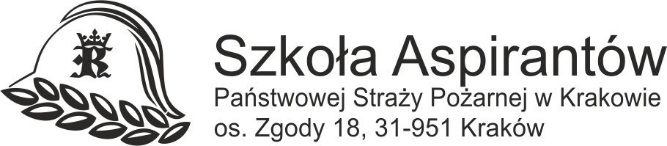 Szkoła Aspirantów
Państwowej Straży Pożarnej w Krakowie
os. Zgody 18, 31-951 Kraków